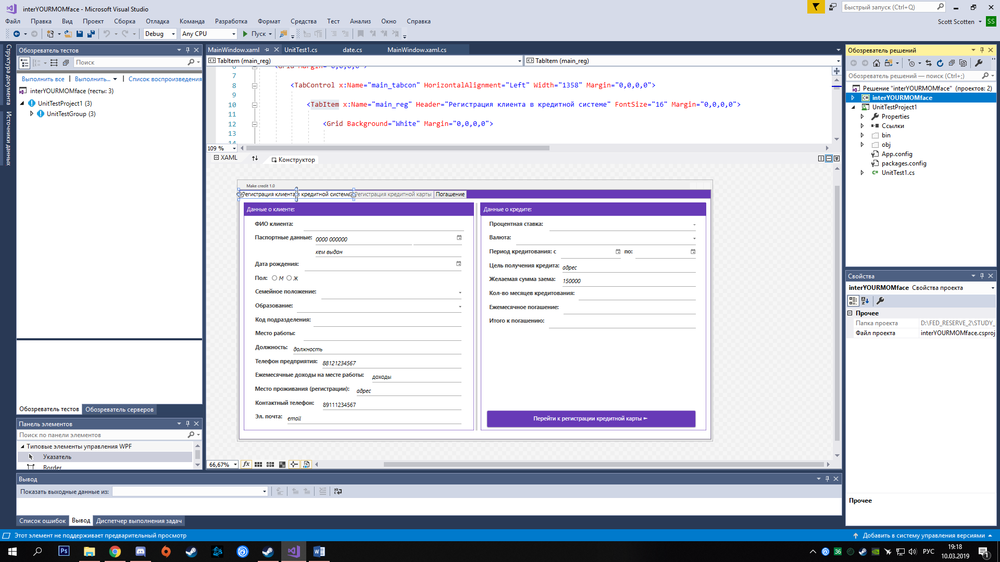 interYOURMOMface - Microsoft Visual Studio
Быстрый запуск (Ctrl+Q)
Файл Правка Вид Проект Сборка Отладка Команда Разработка Формат Средства Тест Анализ Окно Справка
Scott Scotten SS
Debug Any CPU Пуск
Структура документа
Источники данных
Обозреватель тестов
Поиск
Выполнить все Выполнить... Список воспроизведения
interYOURMOMface (тесты: 3)
UnitTestProject1 (3)
UnitTestGroup (3)
Обозреватель тестов Обозреватель серверов
Панель элементов
Поиск по панели элементов
Типовые элементы управления WPF
Указатель
Border
MainWindow.xaml UnitTest1.cs date.cs MainWindow.xaml.cs
TabItem (main_reg) TabItem (main_reg)
6 <Grid Margin="0,0,0,0">
7
8 <TabControl x:Name="main_tabcon" HorizontalAlignment="Left" Width="1358" Margin="0,0,0,0">
9
10 <TabItem x:Name="main_reg" Header="Регистрация клиента в кредитной системе" FontSize="16" Margin="0,0,0,0">
11
12 <Grid Background="White" Margin="0,0,0,0">
13
14
109 %
XAML Конструктор
Make credit 1.0
Регистрация клиента в кредитной системе Регистрация кредитной карты Погашение
Данные о клиенте:
ФИО клиента:
Паспортные данные: 0000 000000
кем выдан
Дата рождения:
Пол: М Ж
Семейное положение:
Образование:
Код подразделения:
Место работы:
Должность: должность
Телефон предприятия: 88121234567
Ежемесячные доходы на месте работы: доходы
Место проживания (регистрации): адрес
Контактный телефон: 89111234567
Эл. почта: email
Данные о кредите:
Процентная ставка:
Валюта:
Период кредитования: с по:
Цель получения кредита: адрес
Желаемая сумма заема: 150000
Кол-во месяцев кредитования:
Ежемесячное погашение:
Итого к погашению:
Перейти к регистрации кредитной карты ►
66,67% fx
Вывод
Показать выходные данные из:
Список ошибок Вывод Диспетчер выполнения задач
Обозреватель решений
Обозреватель решений — поиск (Ctrl+;)
Решение "interYOURMOMface" (проектов: 2)
C# interYOURMOMface
UnitTestProject1
Properties
Ссылки
bin
obj
App.config
packages.config
C# UnitTest1.cs
Свойства
interYOURMOMface Свойства проекта
Прочее
Папка проекта D:\FED_RESERVE_2\STUDY_
Файл проекта interYOURMOMface.csproj
Прочее
Этот элемент не поддерживает предварительный просмотр
Добавить в систему управления версиями
Ps
36
РУС
19:18
10.03.2019
1